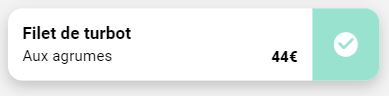 Filet de turbot
Aux agrumes 44€